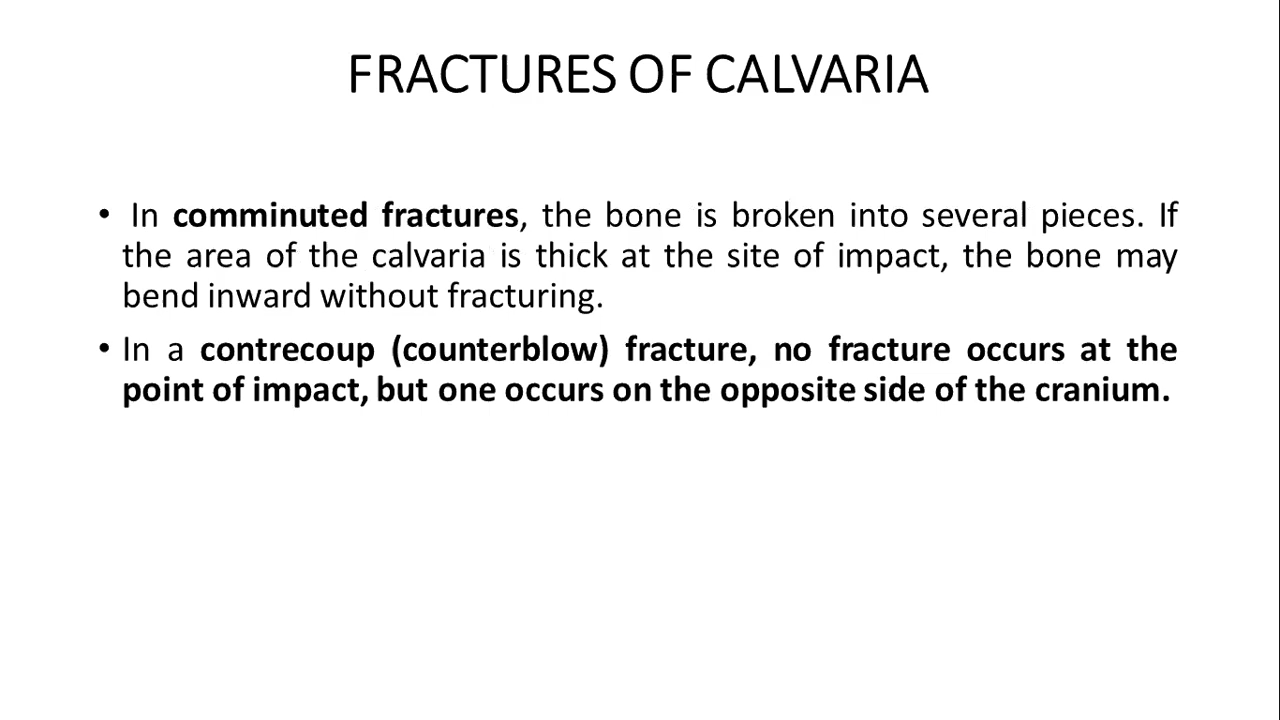 FRACTURES OF CALVARIA
• In comminuted fractures, the bone is broken into several pieces. If
the area of the calvaria is thick at the site of impact, the bone may
bend inward without fracturing.
• In a contrecoup (counterblow) fracture, no fracture occurs at the
point of impact, but one occurs on the opposite side of the cranium.